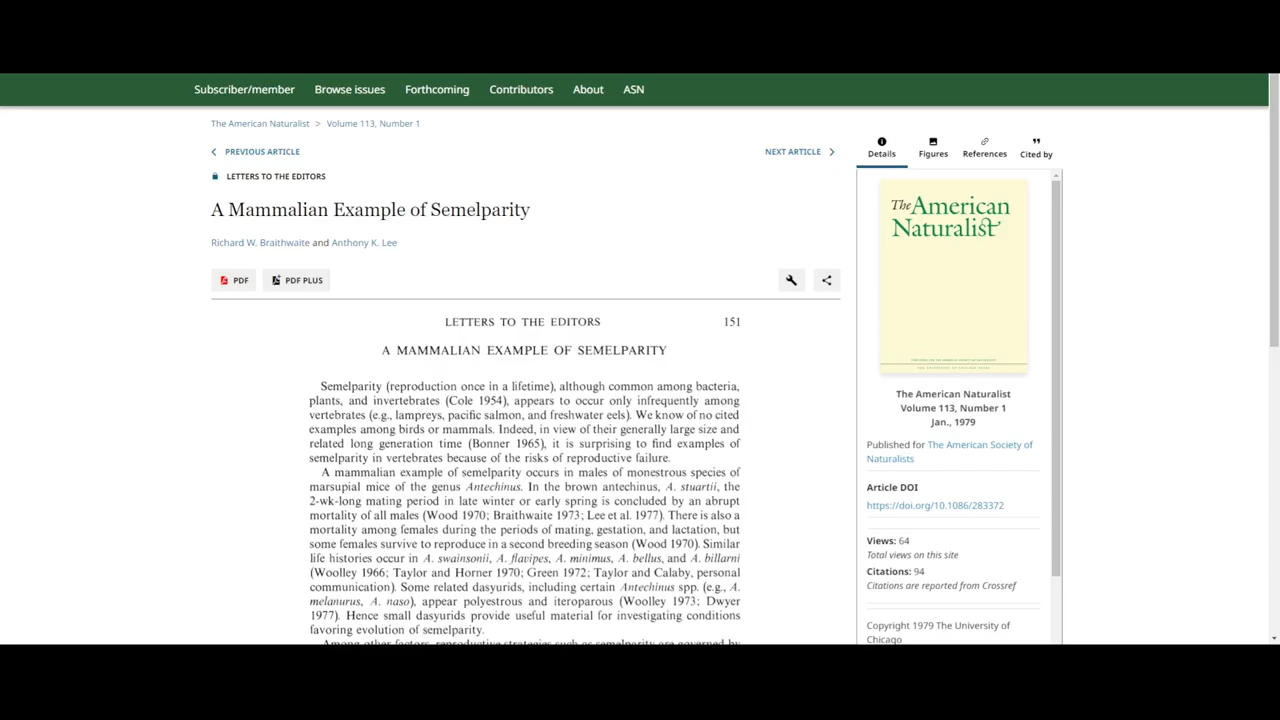 Subscriber/member Browse issues Forthcoming Contributors About ASN
The American Naturalist > Volume 113, Number 1
PREVIOUS ARTICLE
NEXT ARTICLE
LETTERS TO THE EDITORS
A Mammalian Example of Semelparity
Richard W. Braithwaite and Anthony K. Lee
PDF PDF PLUS
LETTERS TO THE EDITORS 151
A MAMMALIAN EXAMPLE OF SEMELPARITY
Semelparity (reproduction once in a lifetime), although common among bacteria,
plants, and invertebrates (Cole 1954), appears to occur only infrequently among
vertebrates (e.g., lampreys, pacific salmon, and freshwater eels). We know of no cited
examples among birds or mammals. Indeed, in view of their generally large size and
related long generation time (Bonner 1965), it is surprising to find examples of
semelparity in vertebrates because of the risks of reproductive failure.
A mammalian example of semelparity occurs in males of monestrous species of
marsupial mice of the genus Antechinus. In the brown antechinus, A. stuartii, the
2-wk-long mating period in late winter or early spring is concluded by an abrupt
mortality of all males (Wood 1970; Braithwaite 1973; Lee et al. 1977). There is also a
mortality among females during the periods of mating, gestation, and lactation, but
some females survive to reproduce in a second breeding season (Wood 1970). Similar
life histories occur in A. swainsonii, A. flavipes, A. minimus, A. bellus, and A. billarni
(Woolley 1966; Taylor and Horner 1970; Green 1972; Taylor and Calaby, personal
communication). Some related dasyurids, including certain Antechinus spp. (e.g., A.
melanurus, A. naso), appear polyestrous and iteroparous (Woolley 1973; Dwyer
1977). Hence small dasyurids provide useful material for investigating conditions
favoring evolution of semelparity.
Among other factors, reproductive strategies such as semelparity are governed by
Details Figures References Cited by
The American
Naturalist
The American Naturalist
Volume 113, Number 1
Jan., 1979
Published for The American Society of
Naturalists
Article DOI
https://doi.org/10.1086/283372
Views: 64
Total views on this site
Citations: 94
Citations are reported from Crossref
Copyright 1979 The University of
Chicago